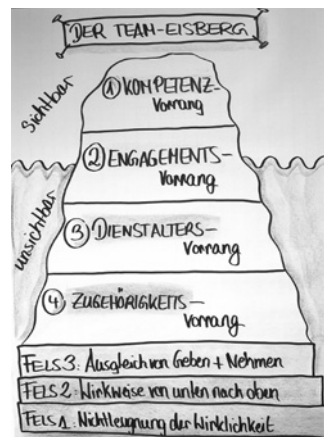 DER TEAM-EISBERG
Sichtbar
① KOMPETENZ-
Vorrang
unsichtbar
② ENGAGEMENTS-
Vorrang
③ DIENSTALTERS-
Vorrang
④ ZUGEHÖRIGKEITS-
Vorrang
FELS 3: Ausgleich von Geben + Nehmen
FELS 2: Wirkweise von unten nach oben
FELS 1: Nichtleugnung der Wirklichkeit